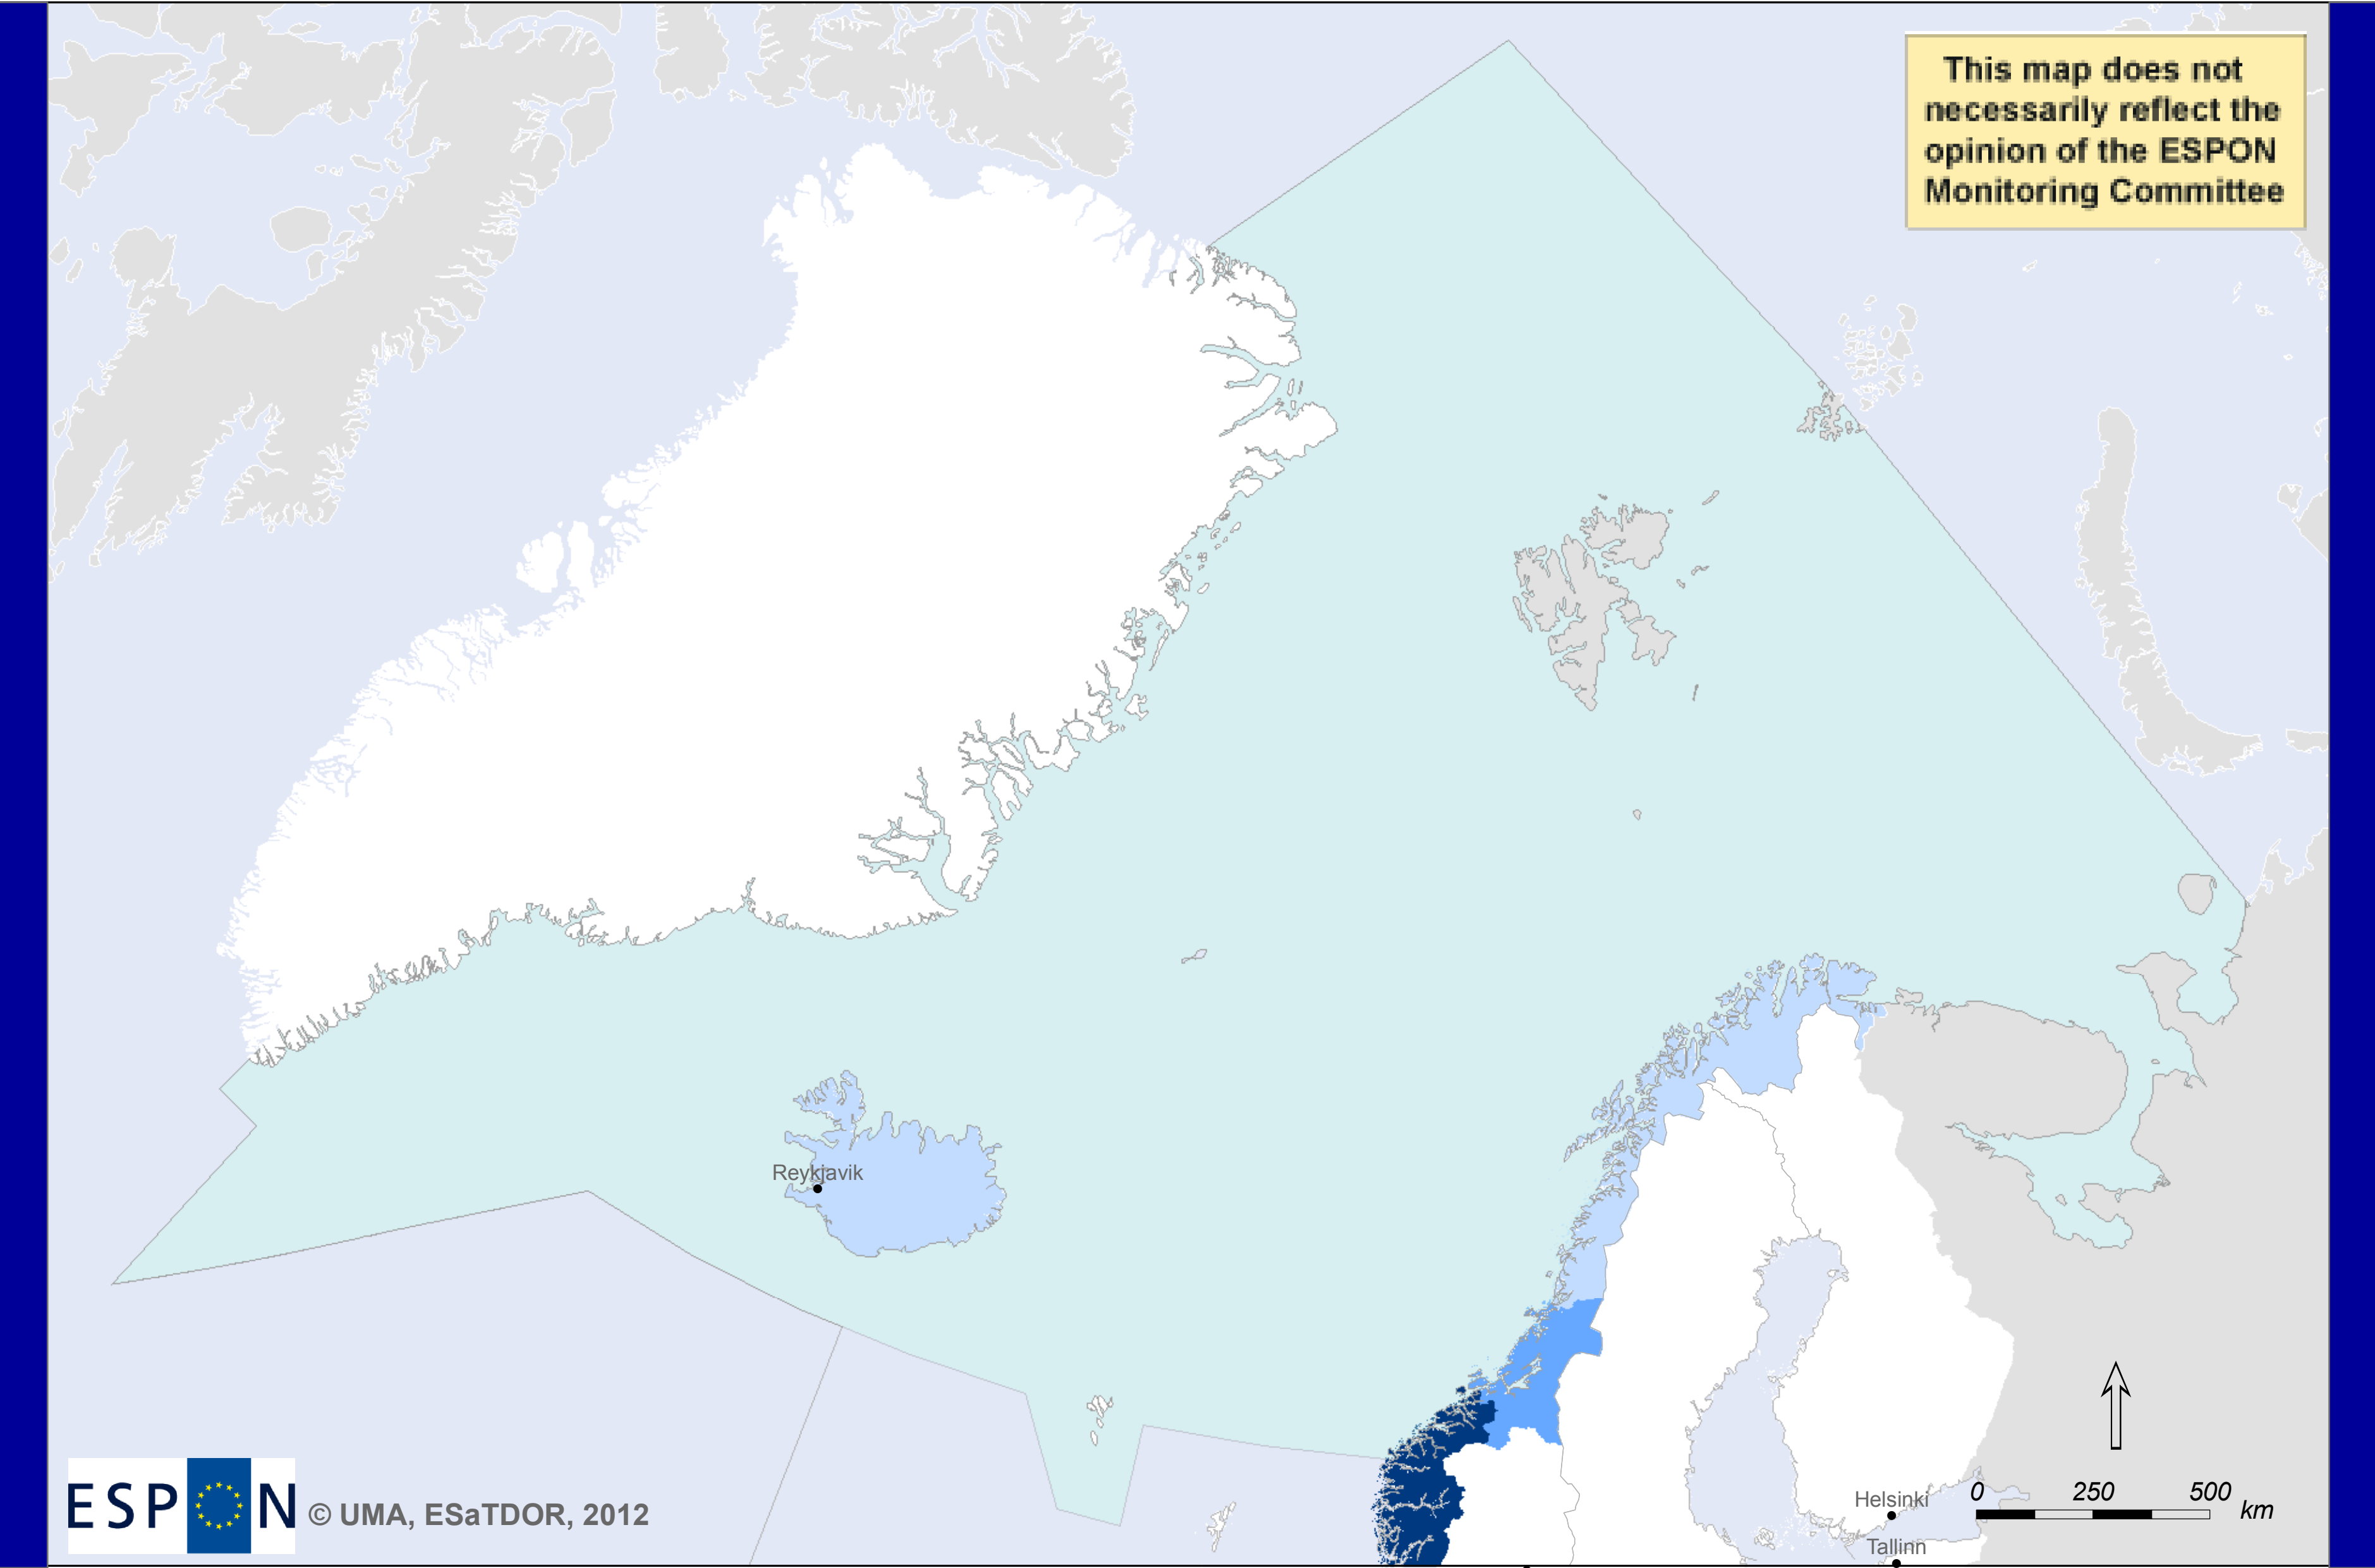 This map does not
necessarily reflect the
opinion of the ESPON
Monitoring Committee
Reykjavik
ESPON © UMA, ESaTDOR, 2012
Helsinki
Tallinn
0 250 500 km